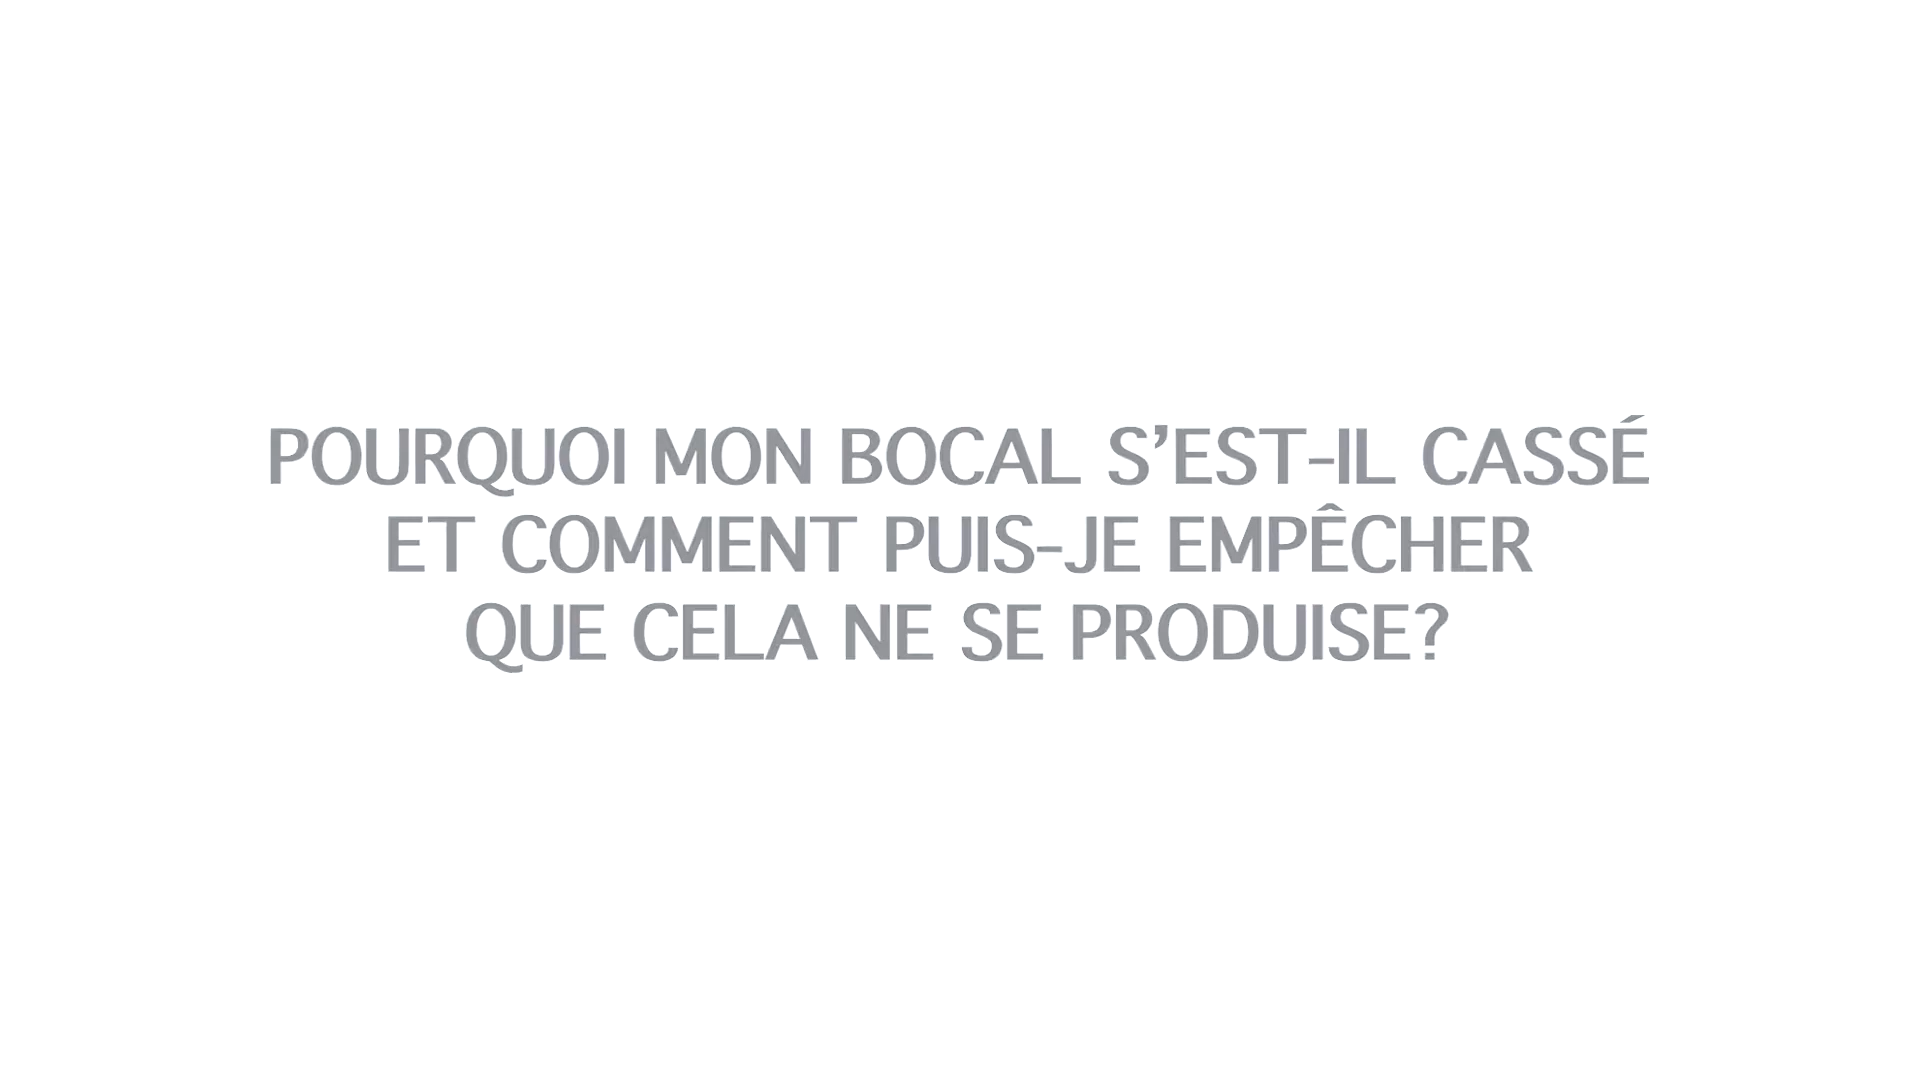 POURQUOI MON BOCAL S’EST-IL CASSÉ
ET COMMENT PUIS-JE EMPÊCHER
QUE CELA NE SE PRODUISE?